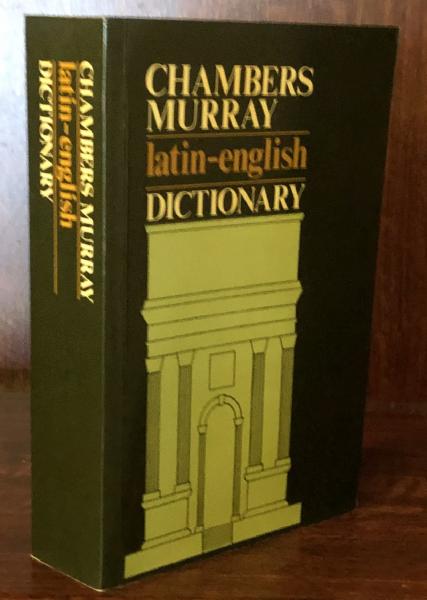 CHAMBERS MURRAY
latin-english
DICTIONARY
CHAMBERS
MURRAY
latin-english
DICTIONARY